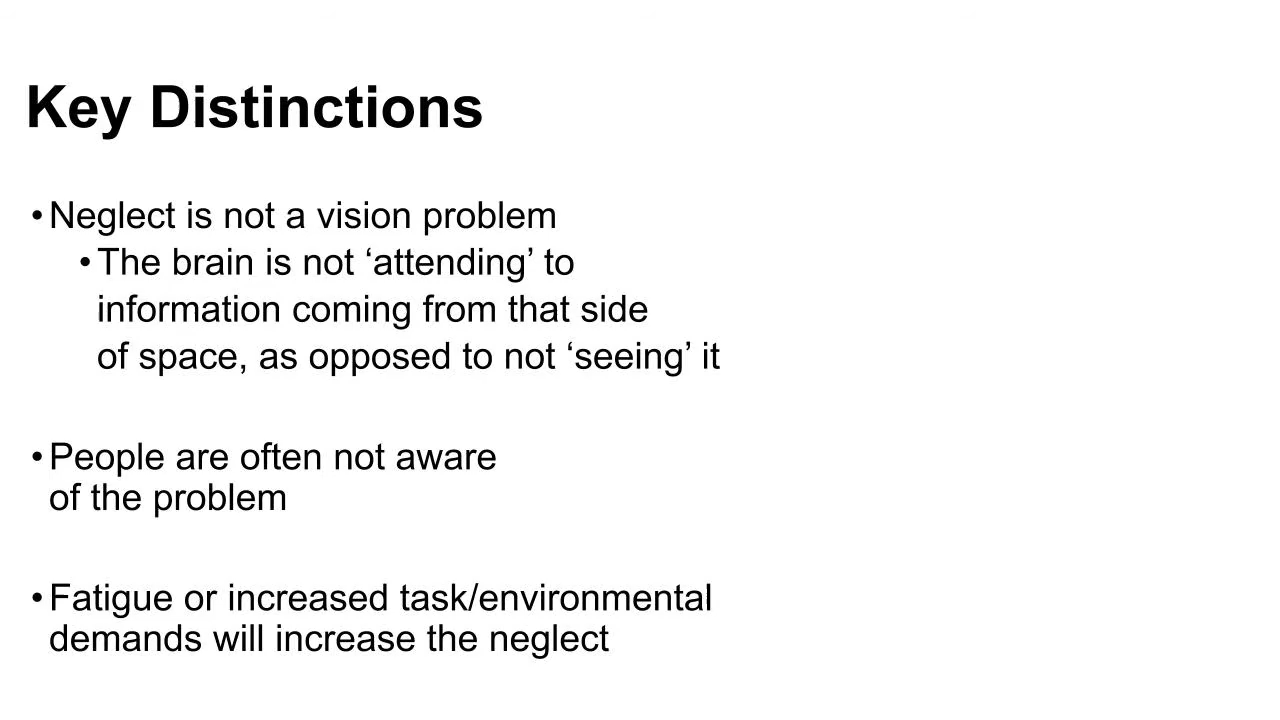 Key Distinctions
•Neglect is not a vision problem
•The brain is not ‘attending’ to
information coming from that side
of space, as opposed to not ‘seeing’ it
•People are often not aware
of the problem
•Fatigue or increased task/environmental
demands will increase the neglect